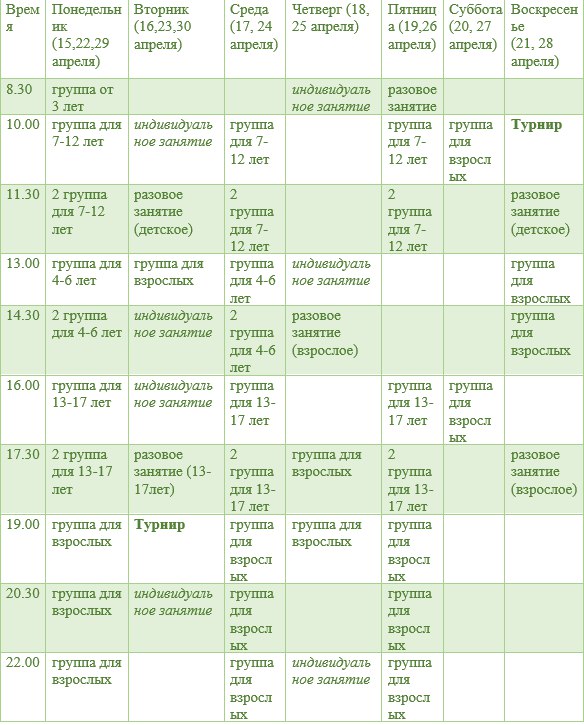 Время | Понедельник (15,22,29 апреля) | Вторник (16,23,30 апреля) | Среда (17, 24 апреля) | Четверг (18, 25 апреля) | Пятница (19,26 апреля) | Суббота (20, 27 апреля) | Воскресенье (21, 28 апреля)
8.30 | группа от 3 лет | | | индивидуальное занятие | разовое занятие | |
10.00 | группа для 7-12 лет | индивидуальное занятие | группа для 7-12 лет | | группа для 7-12 лет | группа для взрослых | Турнир
11.30 | 2 группа для 7-12 лет | разовое занятие (детское) | 2 группа для 7-12 лет | | 2 группа для 7-12 лет | | разовое занятие (детское)
13.00 | группа для 4-6 лет | группа для взрослых | группа для 4-6 лет | индивидуальное занятие | | | группа для взрослых
14.30 | 2 группа для 4-6 лет | индивидуальное занятие | 2 группа для 4-6 лет | разовое занятие (взрослое) | | | группа для взрослых
16.00 | группа для 13-17 лет | индивидуальное занятие | группа для 13-17 лет | | группа для 13-17 лет | группа для взрослых |
17.30 | 2 группа для 13-17 лет | разовое занятие (13-17лет) | 2 группа для 13-17 лет | группа для взрослых | 2 группа для 13-17 лет | | разовое занятие (взрослое)
19.00 | группа для взрослых | Турнир | группа для взрослых | группа для взрослых | группа для взрослых | |
20.30 | группа для взрослых | индивидуальное занятие | группа для взрослых | | группа для взрослых | |
22.00 | группа для взрослых | | группа для взрослых | индивидуальное занятие | группа для взрослых | |